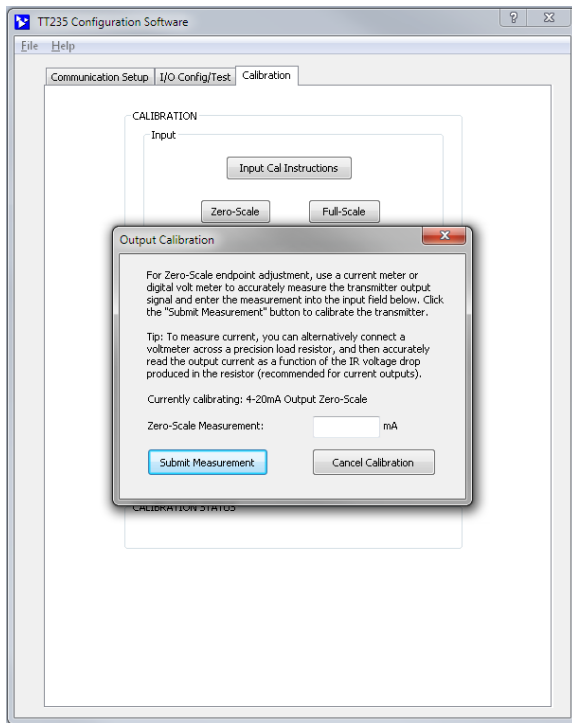 TT235 Configuration Software
File Help
Communication Setup I/O Config/Test Calibration
CALIBRATION
Input
Input Cal Instructions
Zero-Scale Full-Scale
Output Calibration
For Zero-Scale endpoint adjustment, use a current meter or
digital volt meter to accurately measure the transmitter output
signal and enter the measurement into the input field below. Click
the "Submit Measurement" button to calibrate the transmitter.
Tip: To measure current, you can alternatively connect a
voltmeter across a precision load resistor, and then accurately
read the output current as a function of the IR voltage drop
produced in the resistor (recommended for current outputs).
Currently calibrating: 4-20mA Output Zero-Scale
Zero-Scale Measurement: mA
Submit Measurement Cancel Calibration
CALIBRATION STATUS